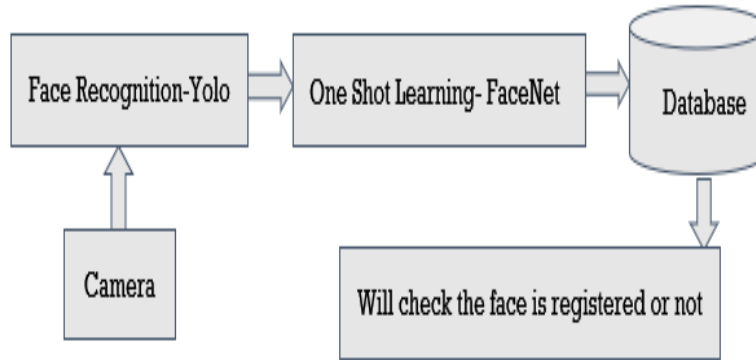 Camera
Face Recognition-Yolo
One Shot Learning- FaceNet
Database
Will check the face is registered or not